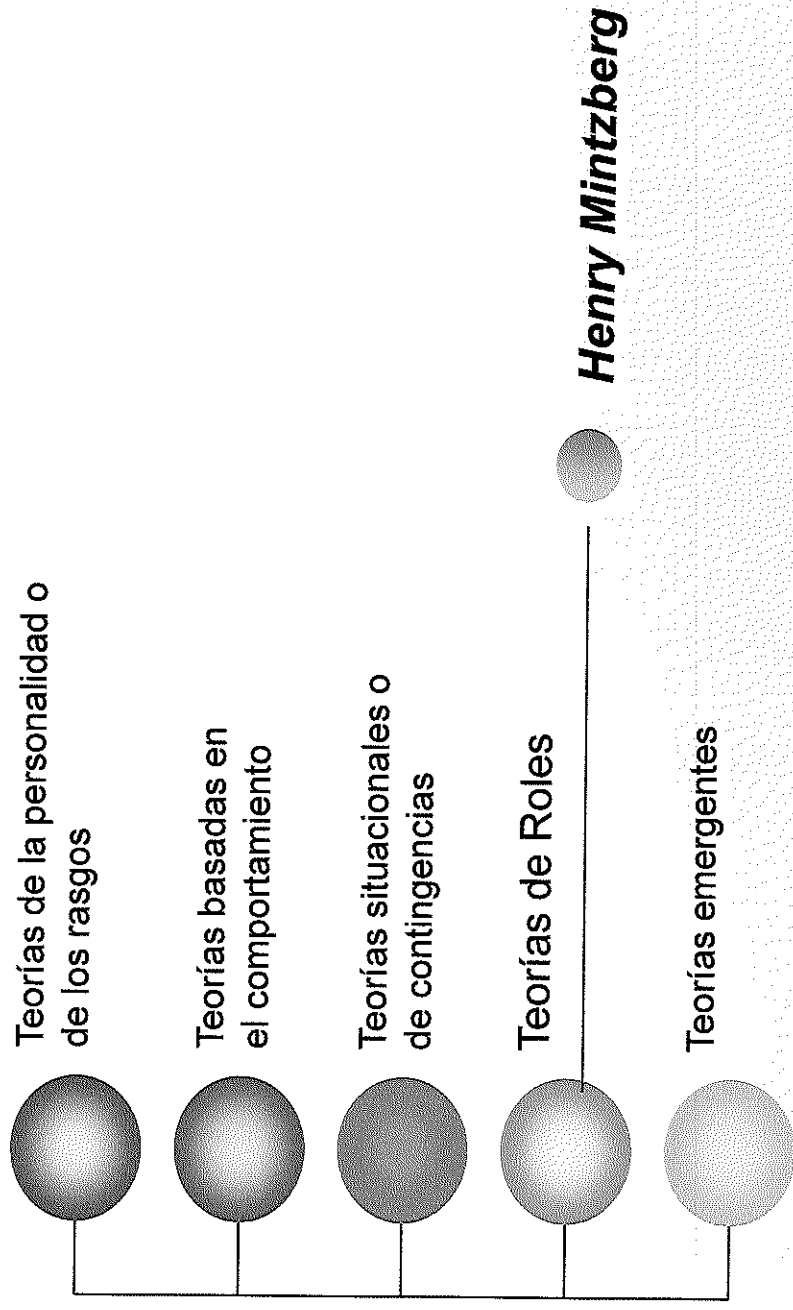 Teorías de la personalidad o
de los rasgos
Teorías basadas en
el comportamiento
Teorías situacionales o
de contingencias
Teorías de Roles
Henry Mintzberg
Teorías emergentes